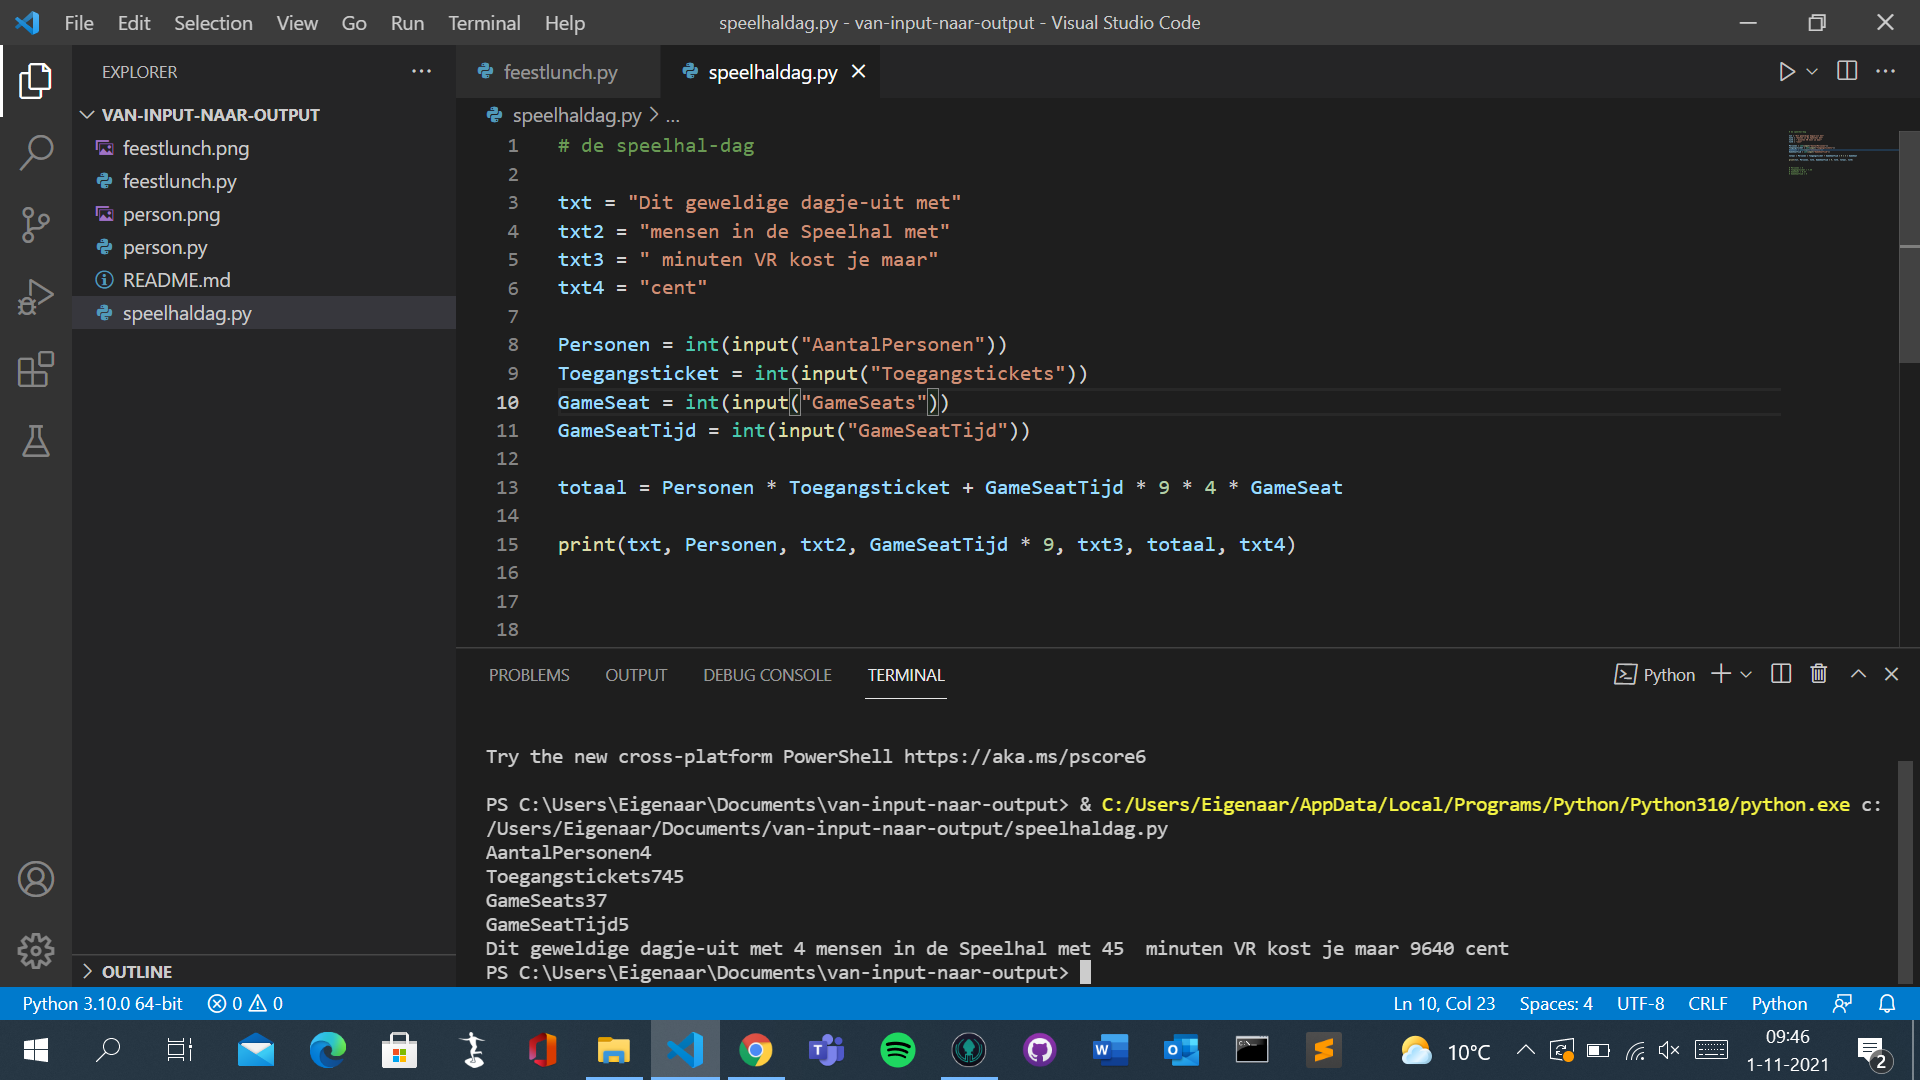 File Edit Selection View Go Run Terminal Help speelhaldag.py - van-input-naar-output - Visual Studio Code
EXPLORER
VAN-INPUT-NAAR-OUTPUT
feestlunch.png
feestlunch.py
person.png
person.py
README.md
speelhaldag.py
OUTLINE
feestlunch.py speelhaldag.py
speelhaldag.py > ...
1 # de speelhal-dag
2
3 txt = "Dit geweldige dagje-uit met"
4 txt2 = "mensen in de Speelhal met"
5 txt3 = " minuten VR kost je maar"
6 txt4 = "cent"
7
8 Personen = int(input("AantalPersonen"))
9 Toegangsticket = int(input("Toegangstickets"))
10 GameSeat = int(input("GameSeats"))
11 GameSeatTijd = int(input("GameSeatTijd"))
12
13 totaal = Personen * Toegangsticket + GameSeatTijd * 9 * 4 * GameSeat
14
15 print(txt, Personen, txt2, GameSeatTijd * 9, txt3, totaal, txt4)
16
17
18
PROBLEMS OUTPUT DEBUG CONSOLE TERMINAL Python
Try the new cross-platform PowerShell https://aka.ms/pscore6
PS C:\Users\Eigenaar\Documents\van-input-naar-output> & C:/Users/Eigenaar/AppData/Local/Programs/Python/Python310/python.exe c:
/Users/Eigenaar/Documents/van-input-naar-output/speelhaldag.py
AantalPersonen4
Toegangstickets745
GameSeats37
GameSeatTijd5
Dit geweldige dagje-uit met 4 mensen in de Speelhal met 45  minuten VR kost je maar 9640 cent
PS C:\Users\Eigenaar\Documents\van-input-naar-output>
Python 3.10.0 64-bit 0 0 Ln 10, Col 23 Spaces: 4 UTF-8 CRLF Python
10°C 09:46
1-11-2021
2